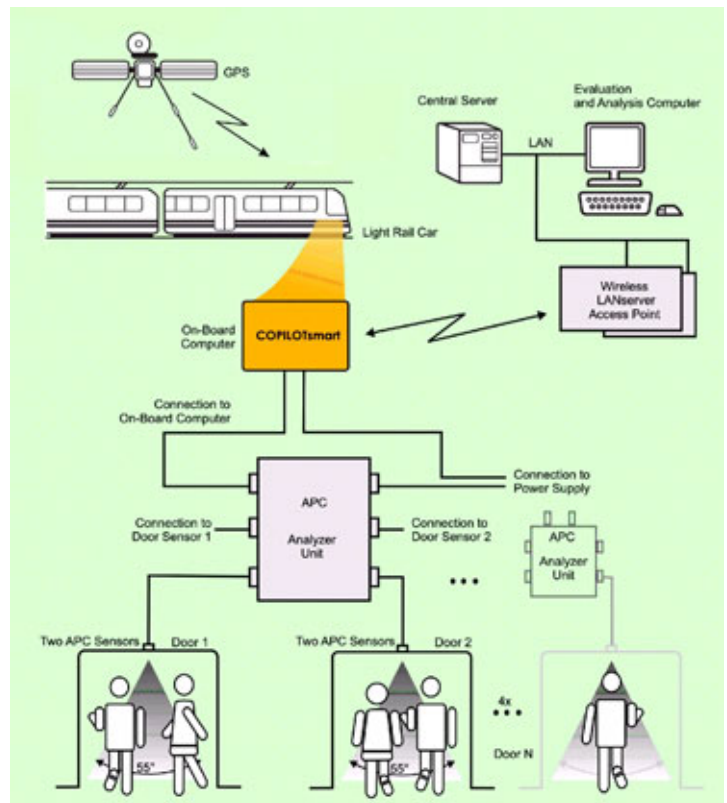 GPS
Central Server
Evaluation
and Analysis Computer
LAN
Light Rail Car
Wireless
LANserver
Access Point
On-Board
Computer
COPILOTsmart
Connection to
On-Board Computer
Connection to
Power Supply
APC
Analyzer
Unit
Connection to
Door Sensor 1
Connection to
Door Sensor 2
APC
Analyzer
Unit
Two APC Sensors
Door 1
Two APC Sensors
Door 2
4x
Door N
55°
55°